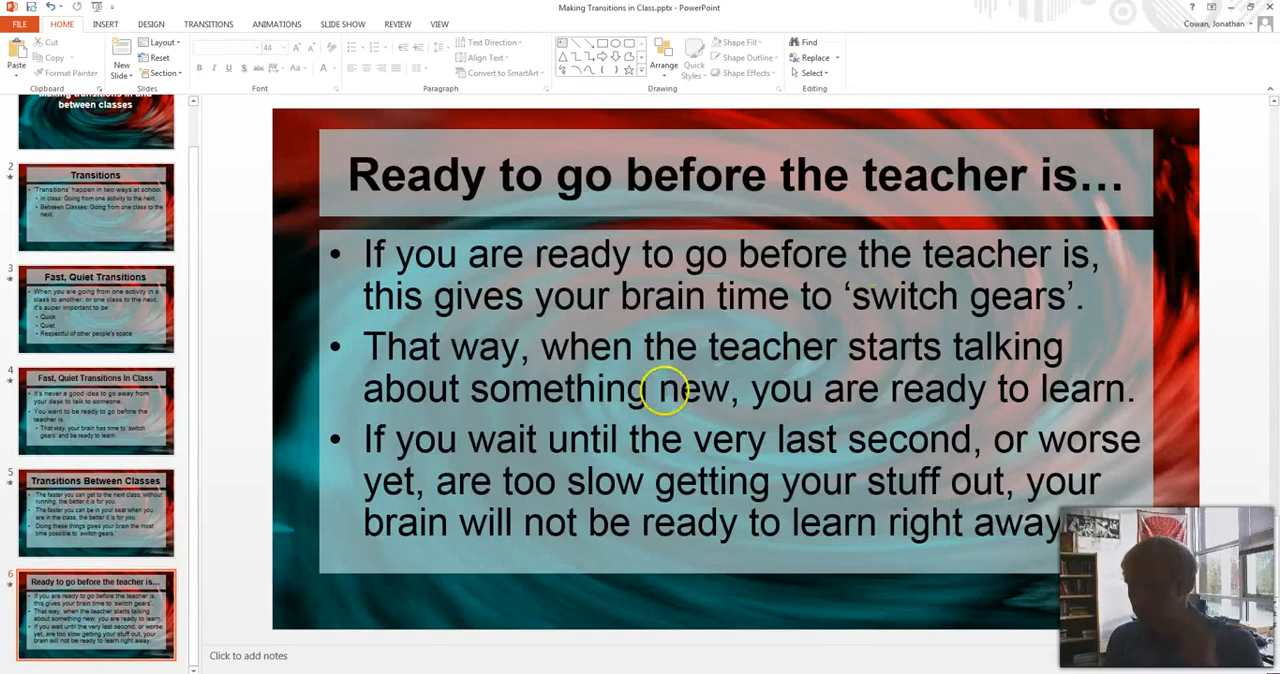 Making Transitions in Class.pptx - PowerPoint
FILE HOME INSERT DESIGN TRANSITIONS ANIMATIONS SLIDE SHOW REVIEW VIEW
Cowan, Jonathan
Paste
Cut
Copy
Format Painter
Clipboard
New
Slide
Layout
Reset
Section
Slides
44
Font
Text Direction
Align Text
Convert to SmartArt
Paragraph
Arrange
Quick
Styles
Shape Fill
Shape Outline
Shape Effects
Drawing
Find
Replace
Select
Editing
between classes
2
Transitions
'Transitions' happen in two ways at school.
In class: Going from one activity to the next.
Between Classes: Going from one class to the
next.
3
Fast, Quiet Transitions
When you are going from one activity in a
class to another, or one class to the next,
it's super important to be
Quick
Quiet
Respectful of other people's space
4
Fast, Quiet Transitions In Class
It's never a good idea to go away from
your desk to talk to someone.
You want to be ready to go before the
teacher is.
That way, your brain has time to 'switch
gears' and be ready to learn.
5
Transitions Between Classes
The faster you can get to the next class, without
running, the better it is for you.
The faster you can be in your seat when you
are in the class, the better it is for you.
Doing these things gives your brain the most
time possible to 'switch gears'.
6
Ready to go before the teacher is...
If you are ready to go before the teacher is,
this gives your brain time to 'switch gears'.
That way, when the teacher starts talking
about something new, you are ready to learn.
If you wait until the very last second, or worse
yet, are too slow getting your stuff out, your
brain will not be ready to learn right away.
Ready to go before the teacher is…
• If you are ready to go before the teacher is,
this gives your brain time to ‘switch gears’.
• That way, when the teacher starts talking
about something new, you are ready to learn.
• If you wait until the very last second, or worse
yet, are too slow getting your stuff out, your
brain will not be ready to learn right away
Click to add notes